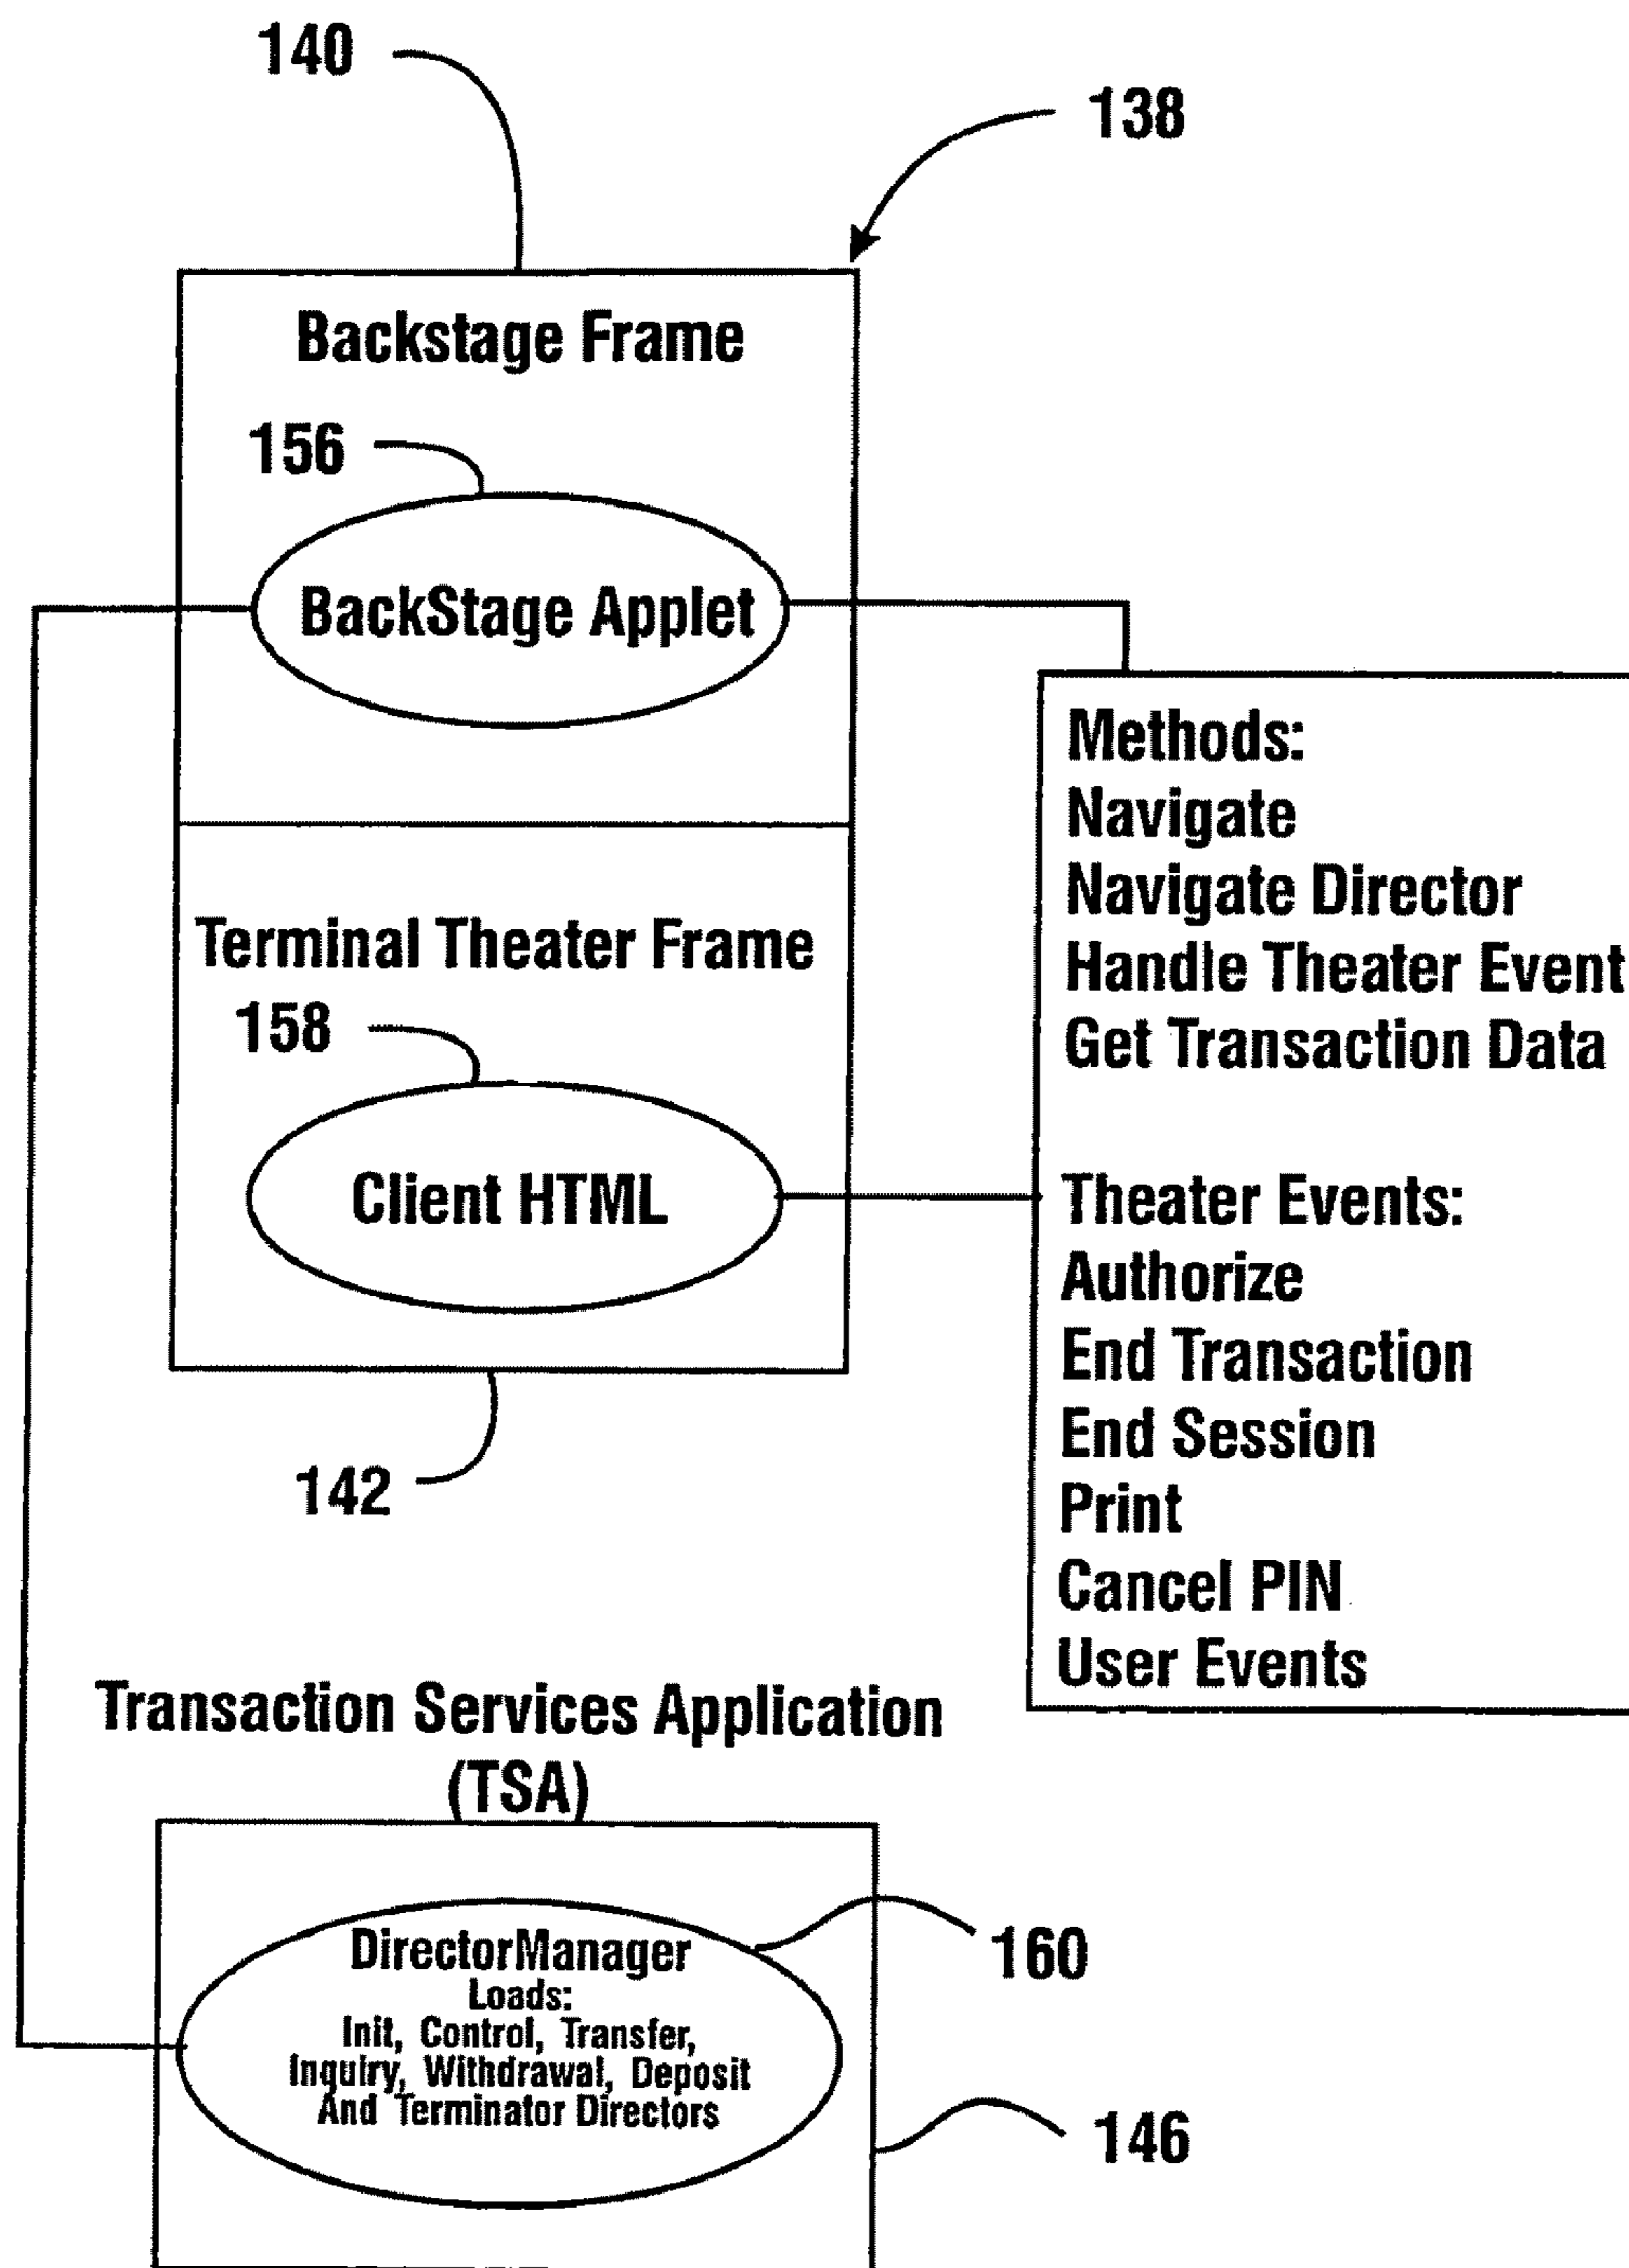 140
138
Backstage Frame
156
BackStage Applet
Methods:
Navigate
Navigate Director
Handle Theater Event
Get Transaction Data
Terminal Theater Frame
158
Client HTML
Theater Events:
Authorize
End Transaction
End Session
Print
Cancel PIN
User Events
142
Transaction Services Application
(TSA)
DirectorManager
Loads:
Init, Control, Transfer,
Inquiry, Withdrawal, Deposit
And Terminator Directors
160
146